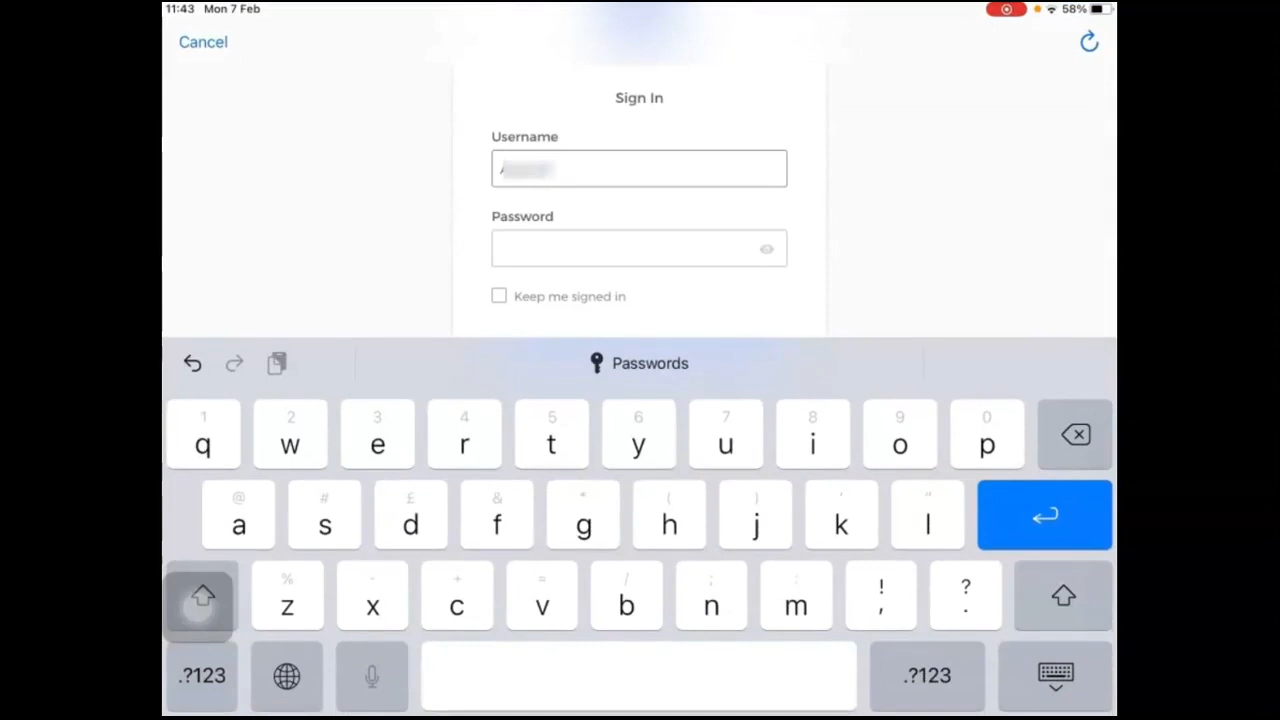 11:43 Mon 7 Feb 58%
Cancel
Sign In
Username
Password
Keep me signed in
Passwords
1 2 3 4 5 6 7 8 9 0
q w e r t y u i o p
@ # £ & * ( ) ' "
a s d f g h j k l
% - + = / ; : ! ?
z x c v b n m , .
.?123 .?123